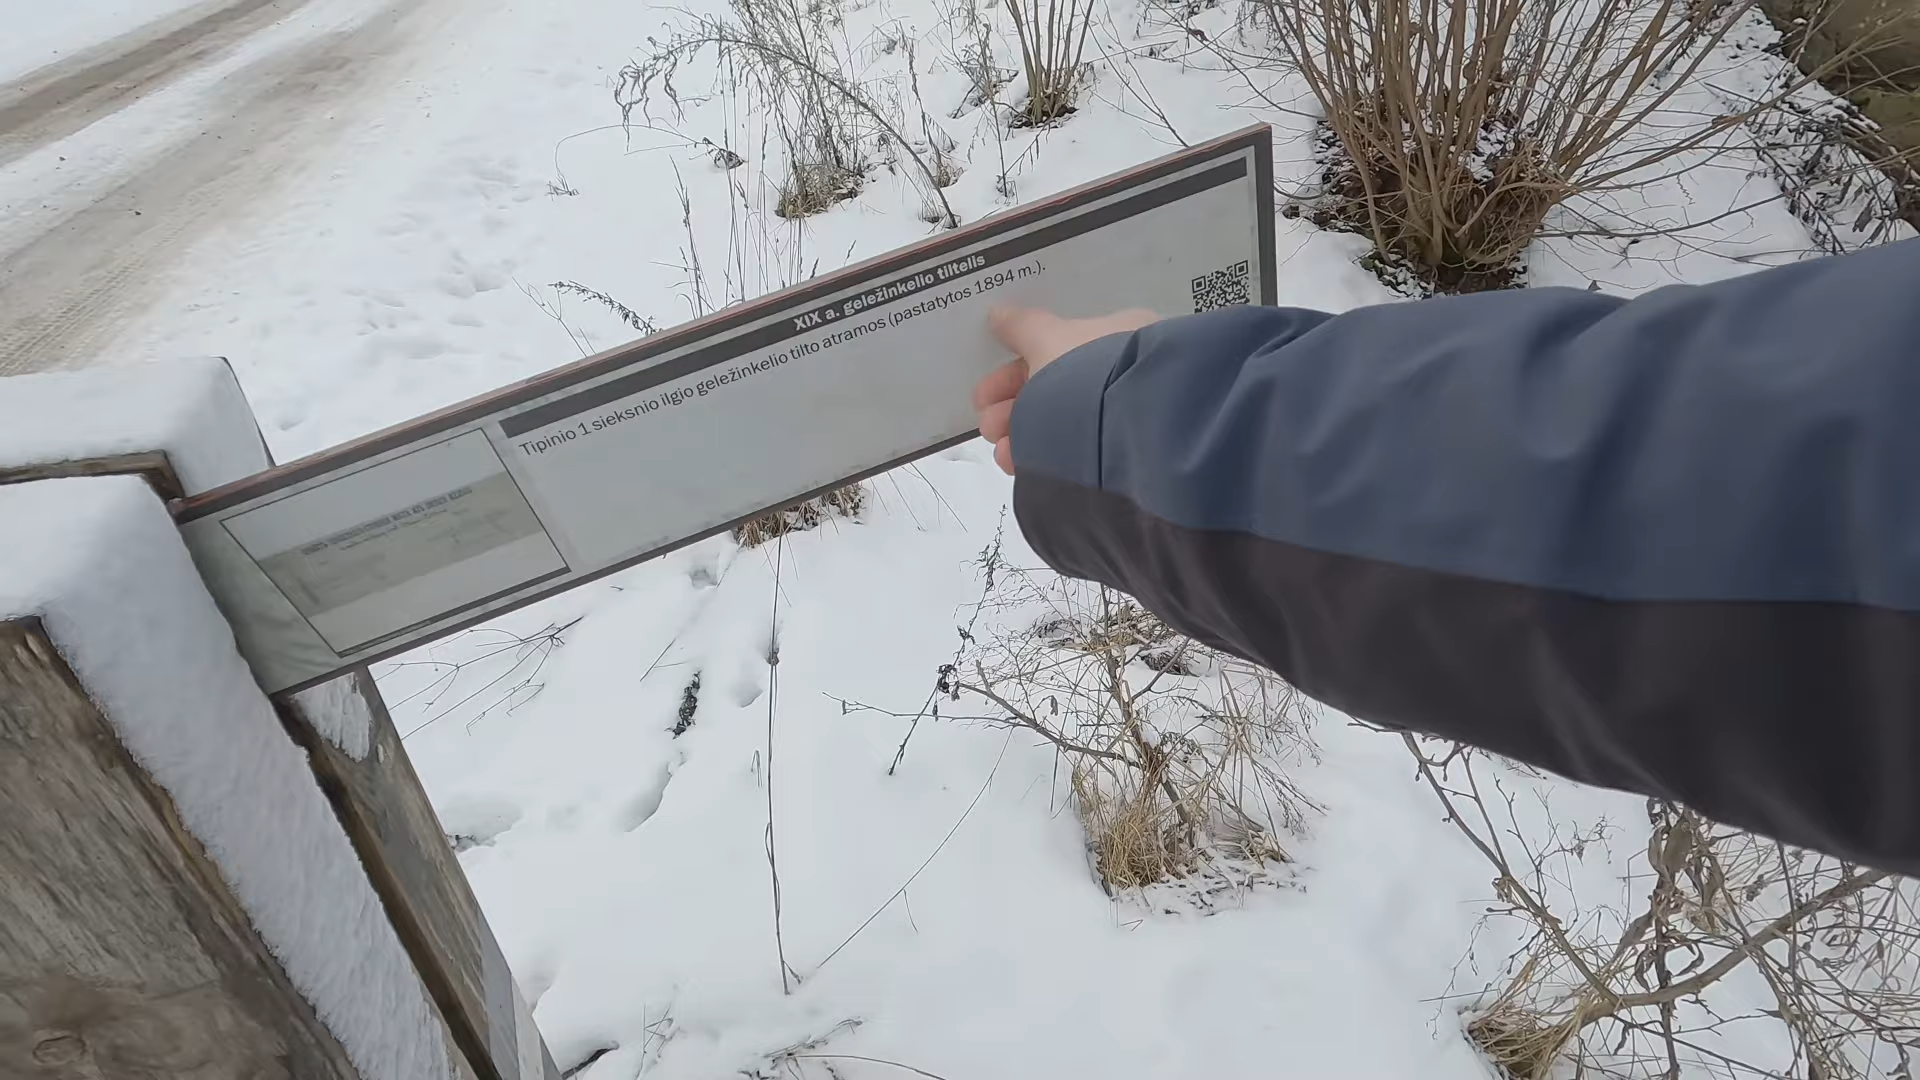 XIX a. geležinkelio tiltelis
Tipinio 1 sieksnio ilgio geležinkelio tilto atramos (pastatytos 1894 m.).